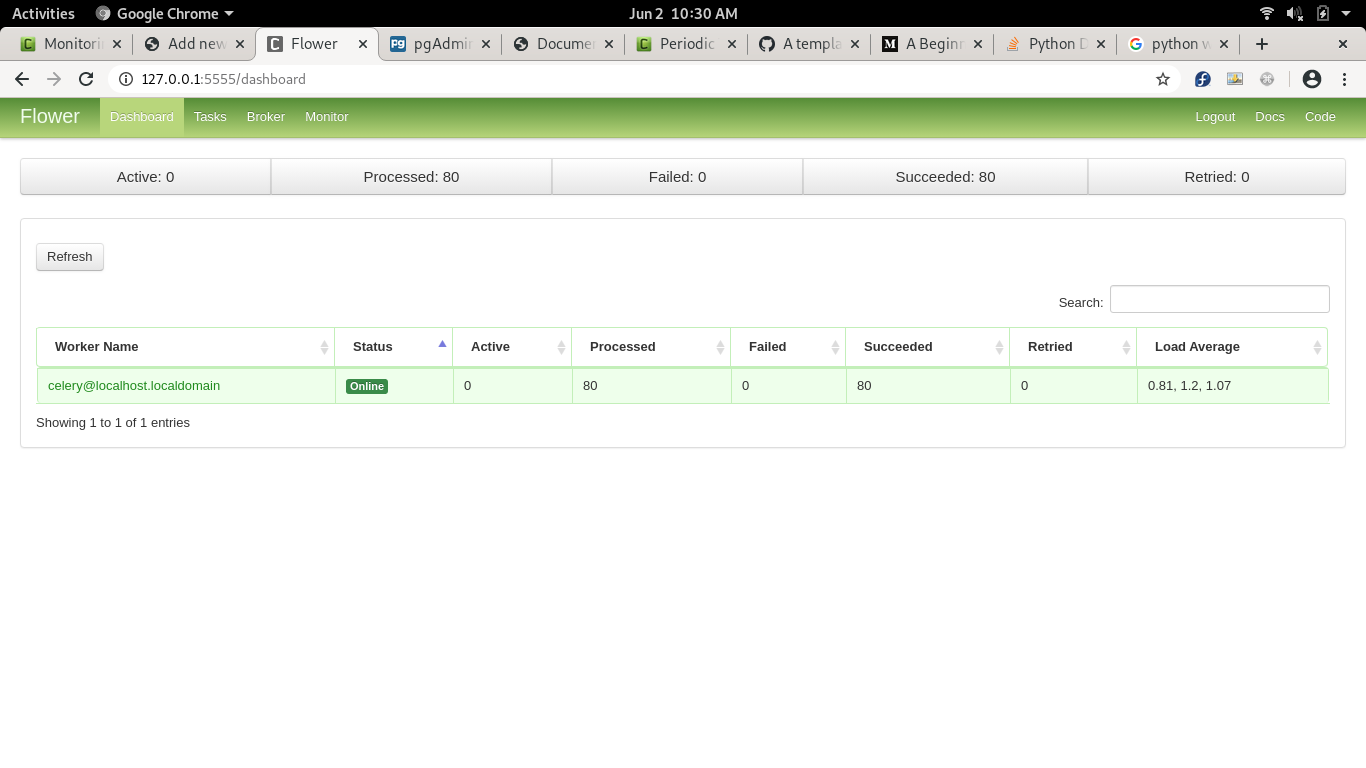 Activities Google Chrome Jun 2 10:30 AM
Monitori Add new Flower pgAdmin Documen Periodic A templa A Beginn Python D python w
127.0.0.1:5555/dashboard
Flower Dashboard Tasks Broker Monitor Logout Docs Code
Active: 0 Processed: 80 Failed: 0 Succeeded: 80 Retried: 0
Refresh
Search:
Worker Name Status Active Processed Failed Succeeded Retried Load Average
celery@localhost.localdomain Online 0 80 0 80 0 0.81, 1.2, 1.07
Showing 1 to 1 of 1 entries